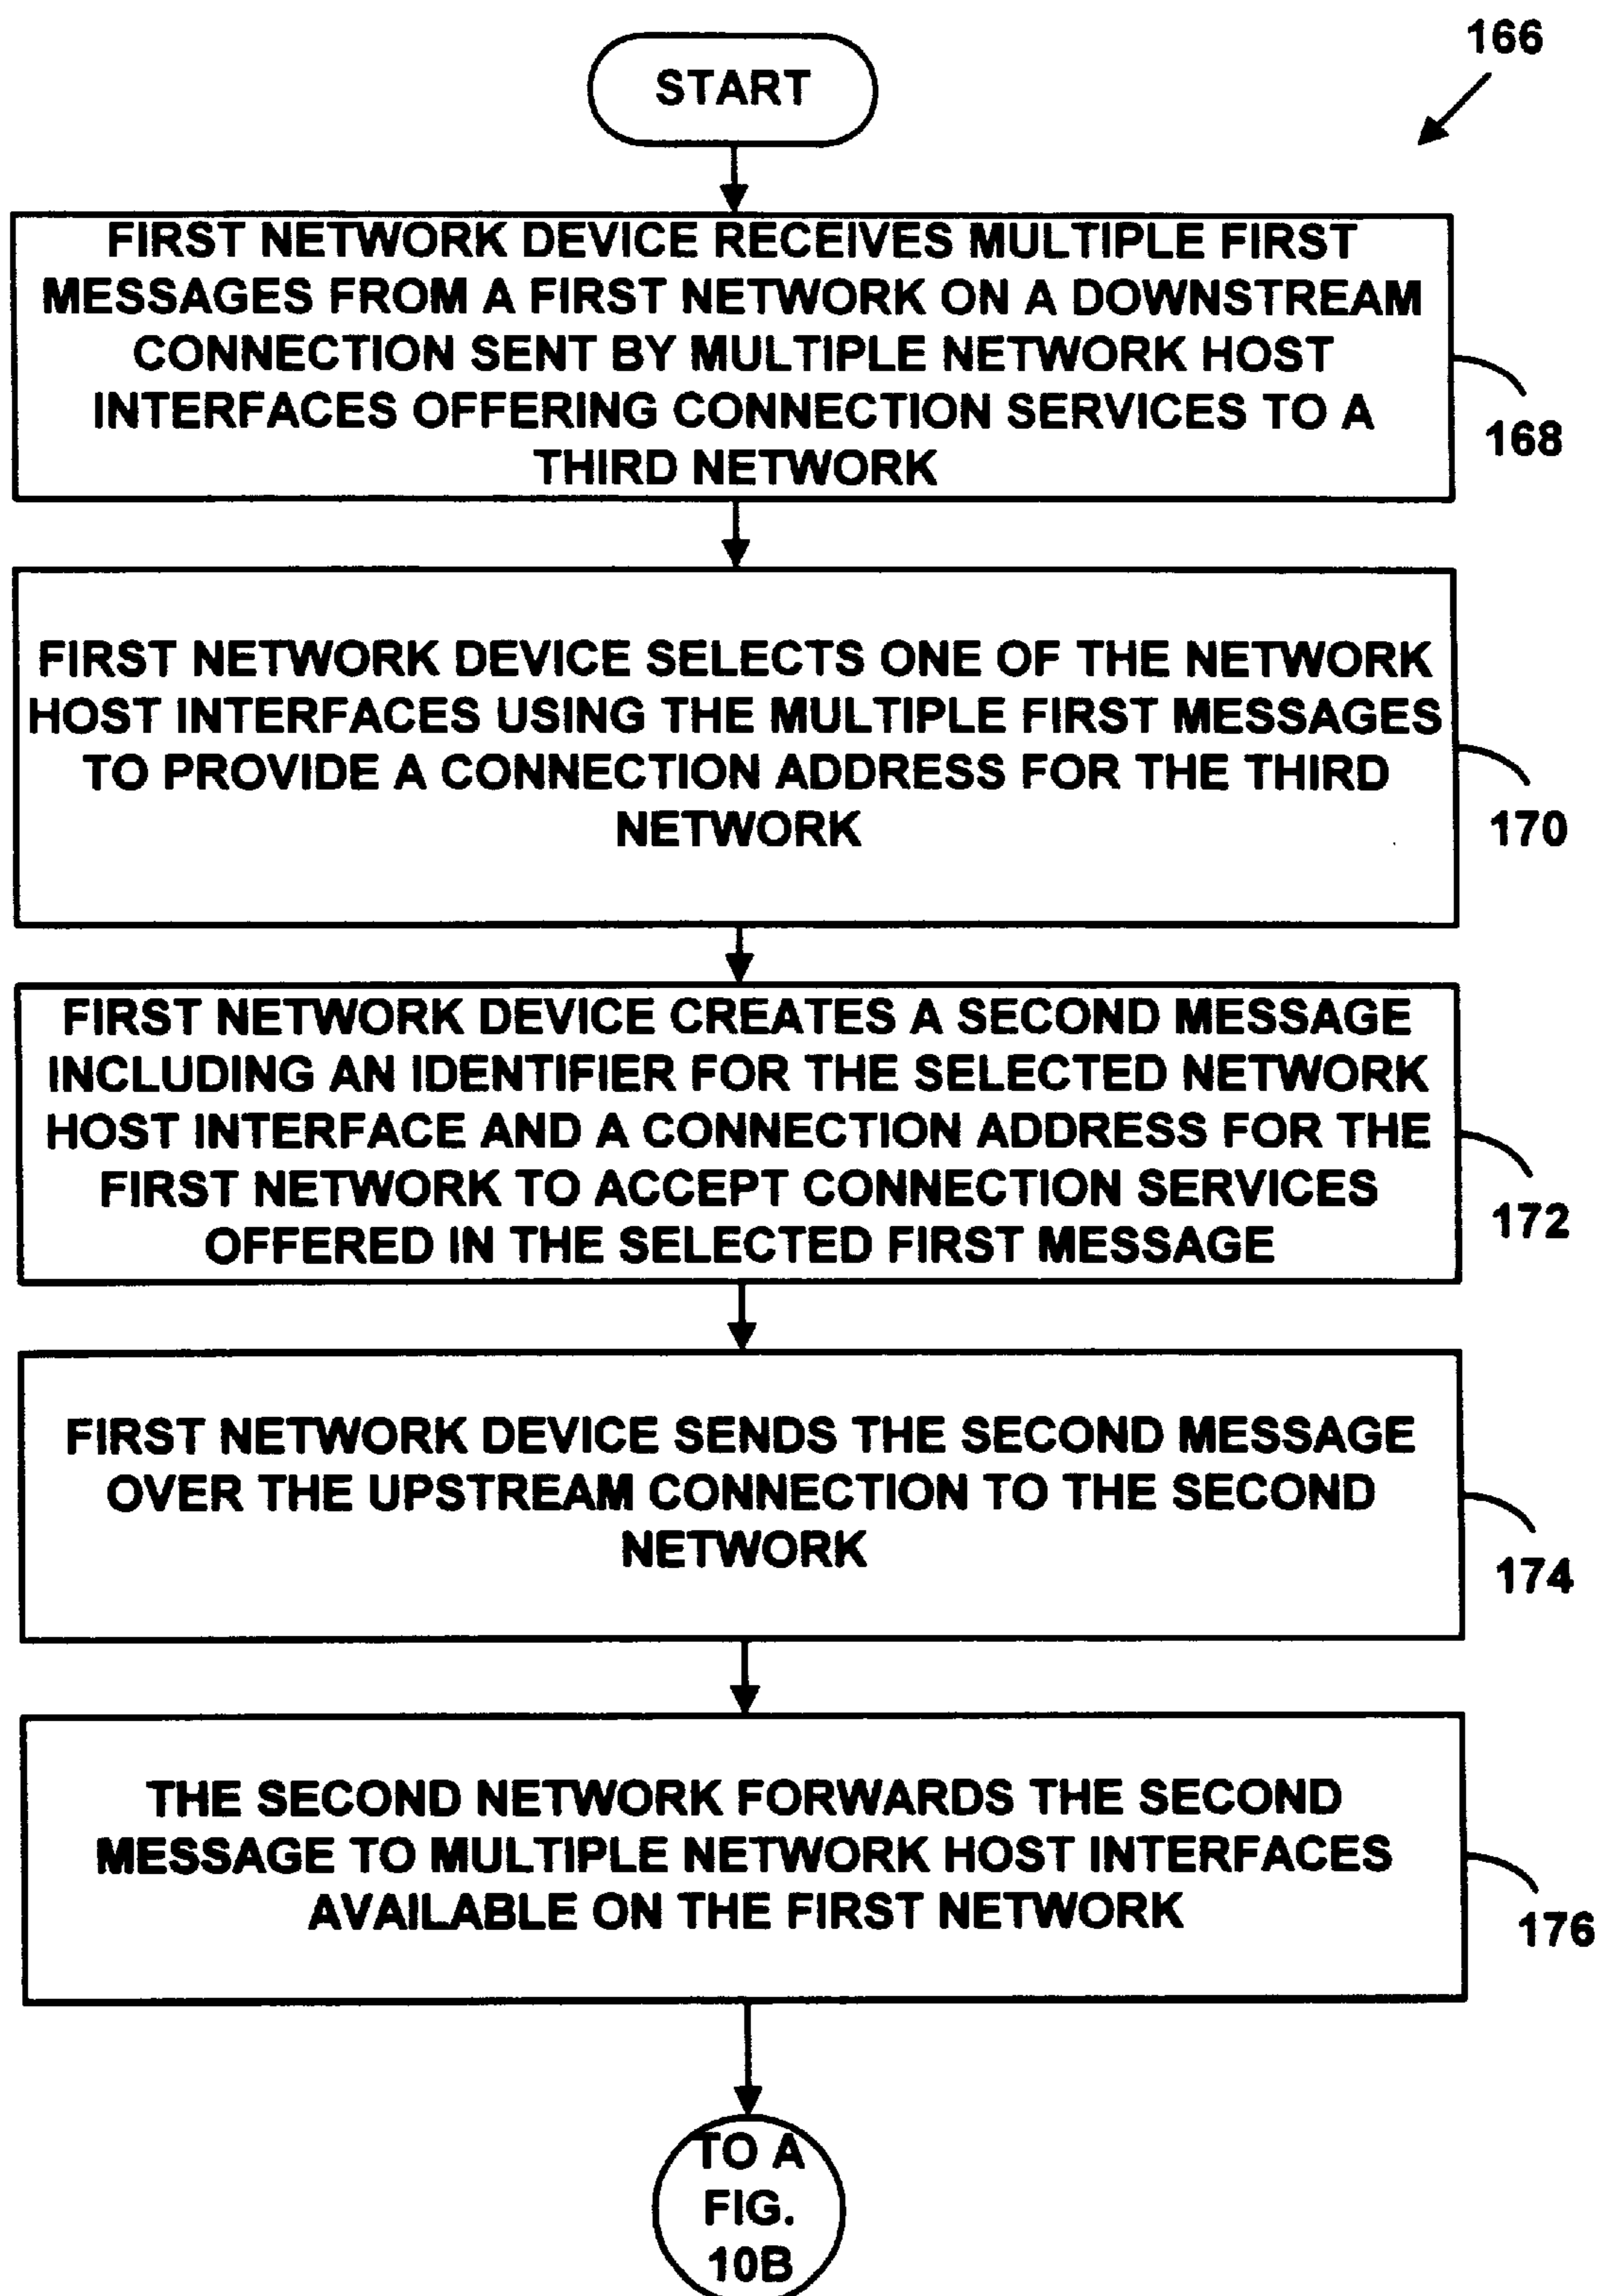 166
START
FIRST NETWORK DEVICE RECEIVES MULTIPLE FIRST
MESSAGES FROM A FIRST NETWORK ON A DOWNSTREAM
CONNECTION SENT BY MULTIPLE NETWORK HOST
INTERFACES OFFERING CONNECTION SERVICES TO A
THIRD NETWORK
168
FIRST NETWORK DEVICE SELECTS ONE OF THE NETWORK
HOST INTERFACES USING THE MULTIPLE FIRST MESSAGES
TO PROVIDE A CONNECTION ADDRESS FOR THE THIRD
NETWORK
170
FIRST NETWORK DEVICE CREATES A SECOND MESSAGE
INCLUDING AN IDENTIFIER FOR THE SELECTED NETWORK
HOST INTERFACE AND A CONNECTION ADDRESS FOR THE
FIRST NETWORK TO ACCEPT CONNECTION SERVICES
OFFERED IN THE SELECTED FIRST MESSAGE
172
FIRST NETWORK DEVICE SENDS THE SECOND MESSAGE
OVER THE UPSTREAM CONNECTION TO THE SECOND
NETWORK
174
THE SECOND NETWORK FORWARDS THE SECOND
MESSAGE TO MULTIPLE NETWORK HOST INTERFACES
AVAILABLE ON THE FIRST NETWORK
176
TO A
FIG.
10B